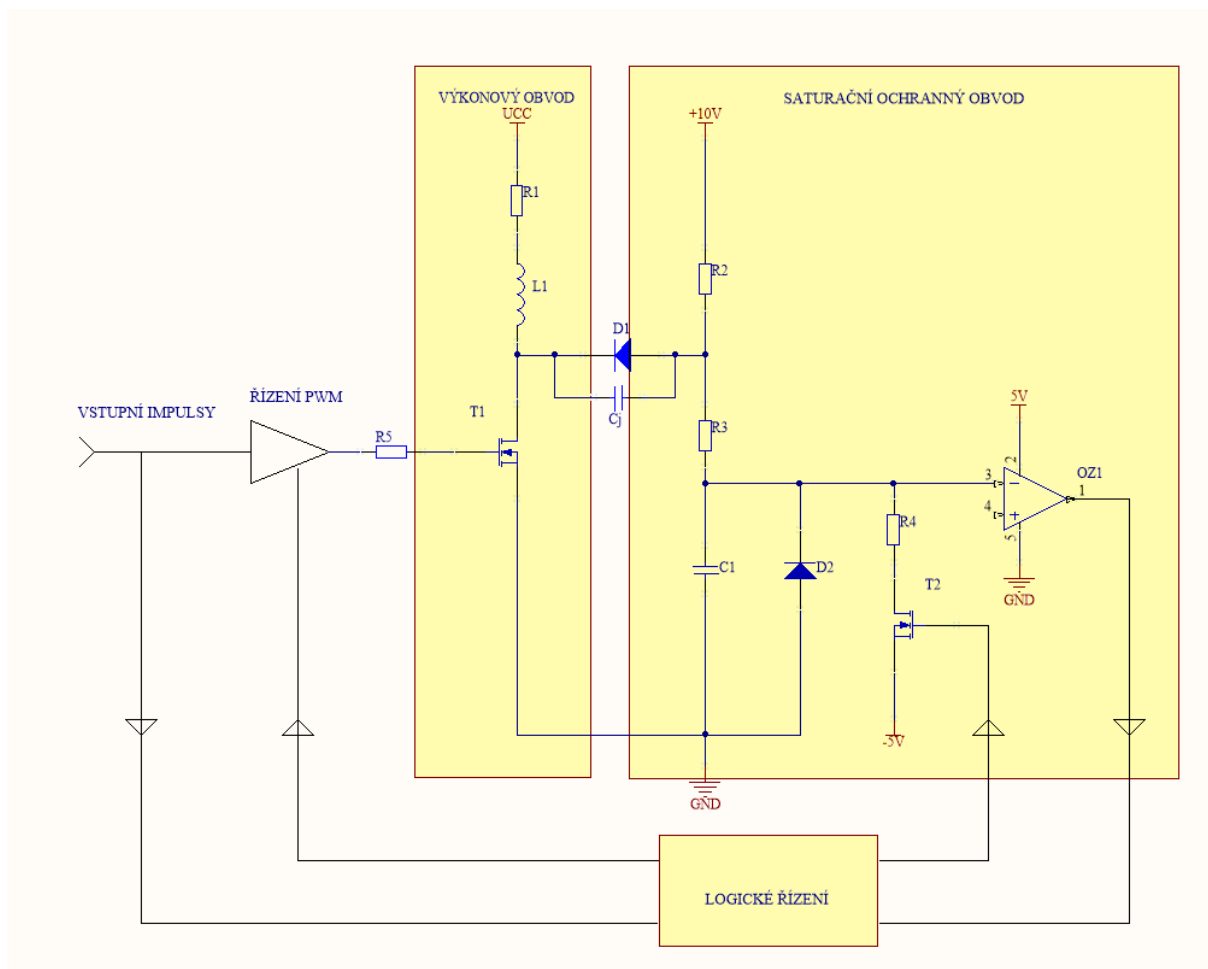 VÝKONOVÝ OBVOD
UCC
SATURAČNÍ OCHRANNÝ OBVOD
+10V
R1
R2
L1
D1
Cj
ŘÍZENÍ PWM
VSTUPNÍ IMPULSY
T1
R5
R3
5V
2
3
OZ1
1
4
5
R4
C1
D2
T2
GND
-5V
GND
LOGICKÉ ŘÍZENÍ